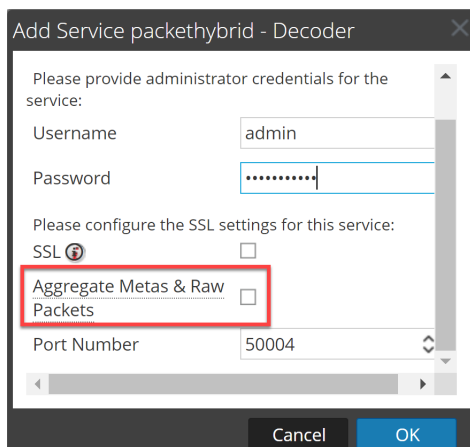 Add Service packethybrid - Decoder
Please provide administrator credentials for the
service:
Username admin
Password •••••••••••
Please configure the SSL settings for this service:
SSL
Aggregate Metas & Raw
Packets
Port Number 50004
Cancel OK